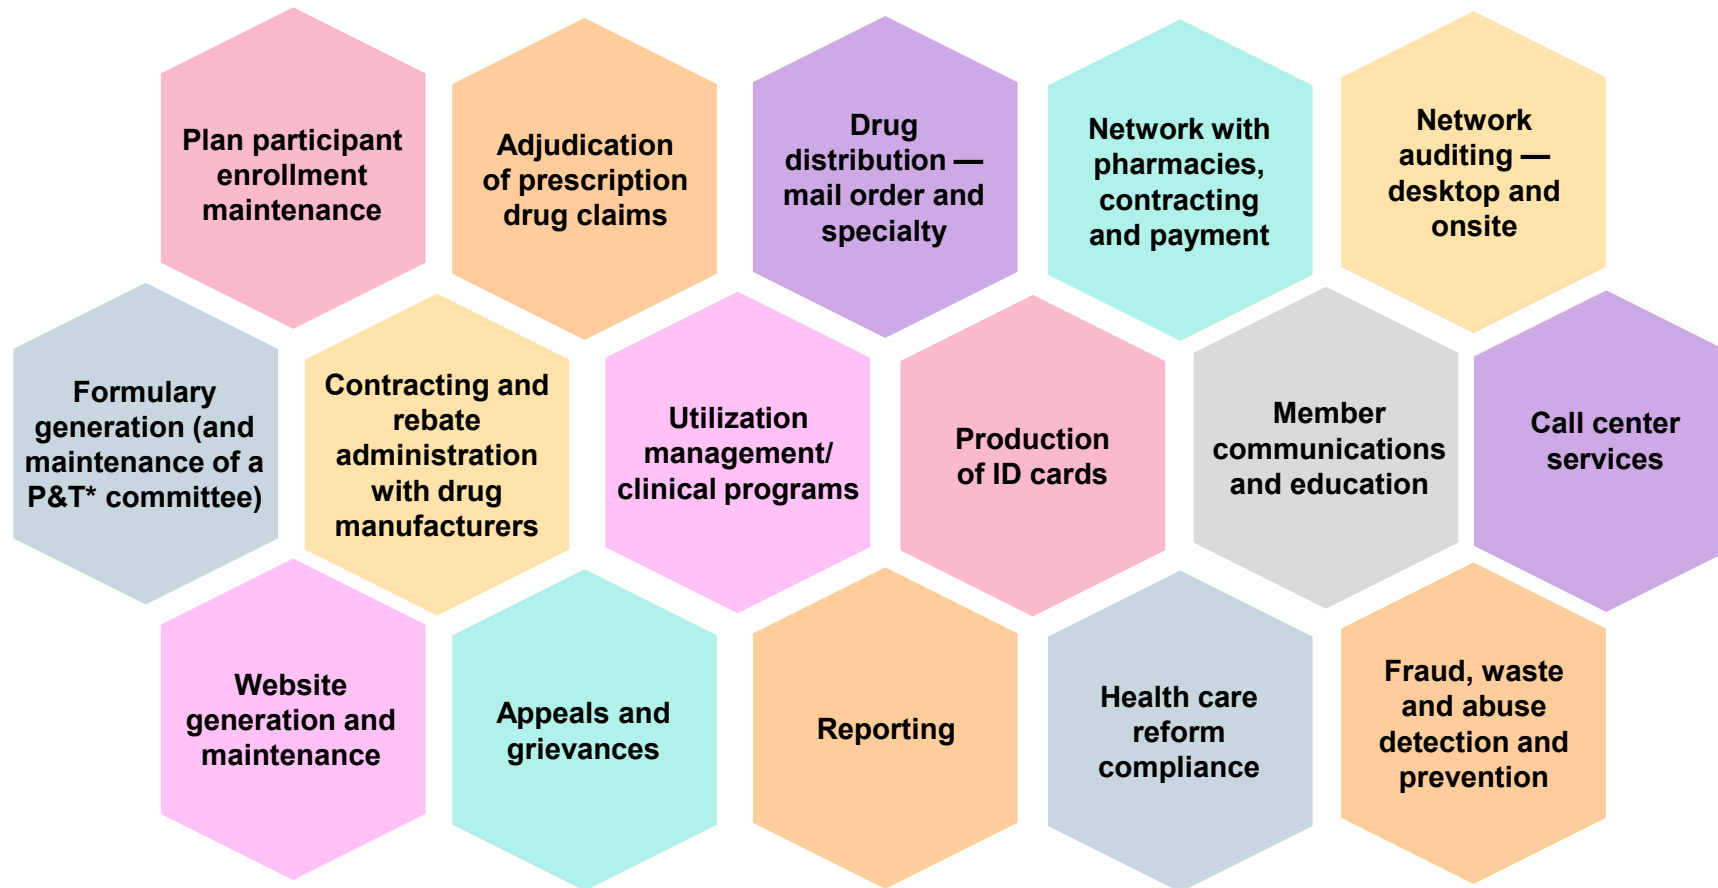 Plan participant
enrollment
maintenance
Adjudication
of prescription
drug claims
Drug
distribution —
mail order and
specialty
Network with
pharmacies,
contracting
and payment
Network
auditing —
desktop and
onsite
Formulary
generation (and
maintenance of a
P&T* committee)
Contracting and
rebate
administration
with drug
manufacturers
Utilization
management/
clinical programs
Production
of ID cards
Member
communications
and education
Call center
services
Website
generation and
maintenance
Appeals and
grievances
Reporting
Health care
reform
compliance
Fraud, waste
and abuse
detection and
prevention